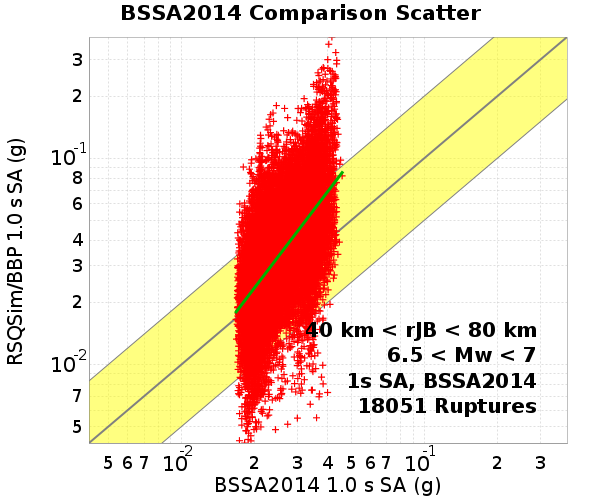 BSSA2014 Comparison Scatter
RSQSim/BBP 1.0 s SA (g)
3
2
10-1
8
6
4
3
2
10-2
7
5
40 km < rJB < 80 km
6.5 < Mw < 7
1s SA, BSSA2014
18051 Ruptures
5 6 7 10-2 2 3 4 5 6 7 10-1 2 3
BSSA2014 1.0 s SA (g)